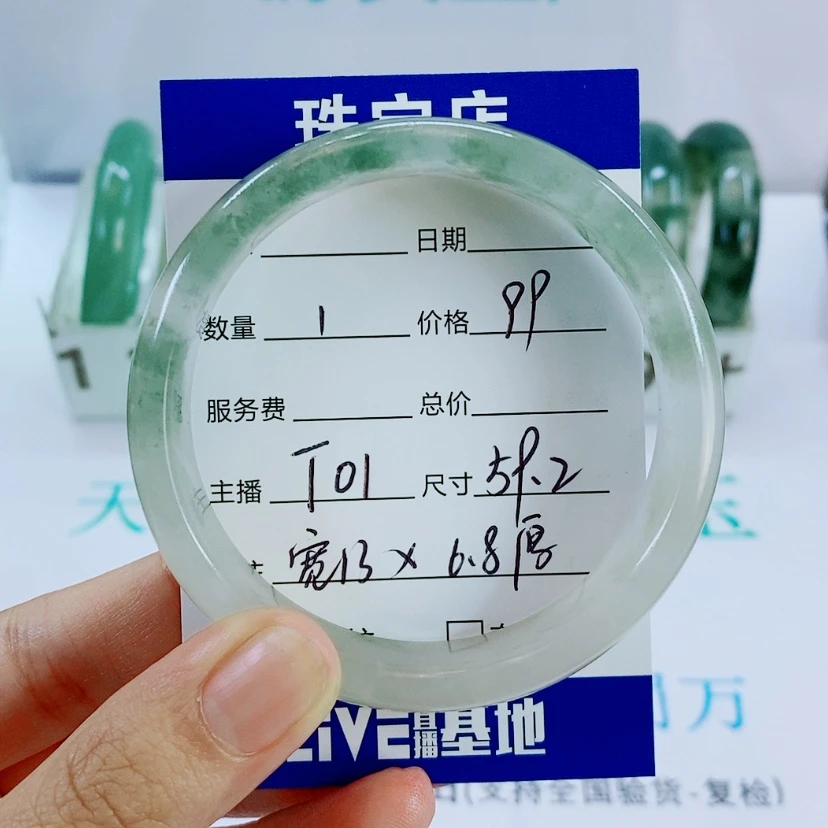 珠宝店
日期
数量 1 价格 99
服务费 总价
主播 T01 尺寸 59.2
宽13×6.8厚
LIVE直播基地
(支持全国验货-复检)